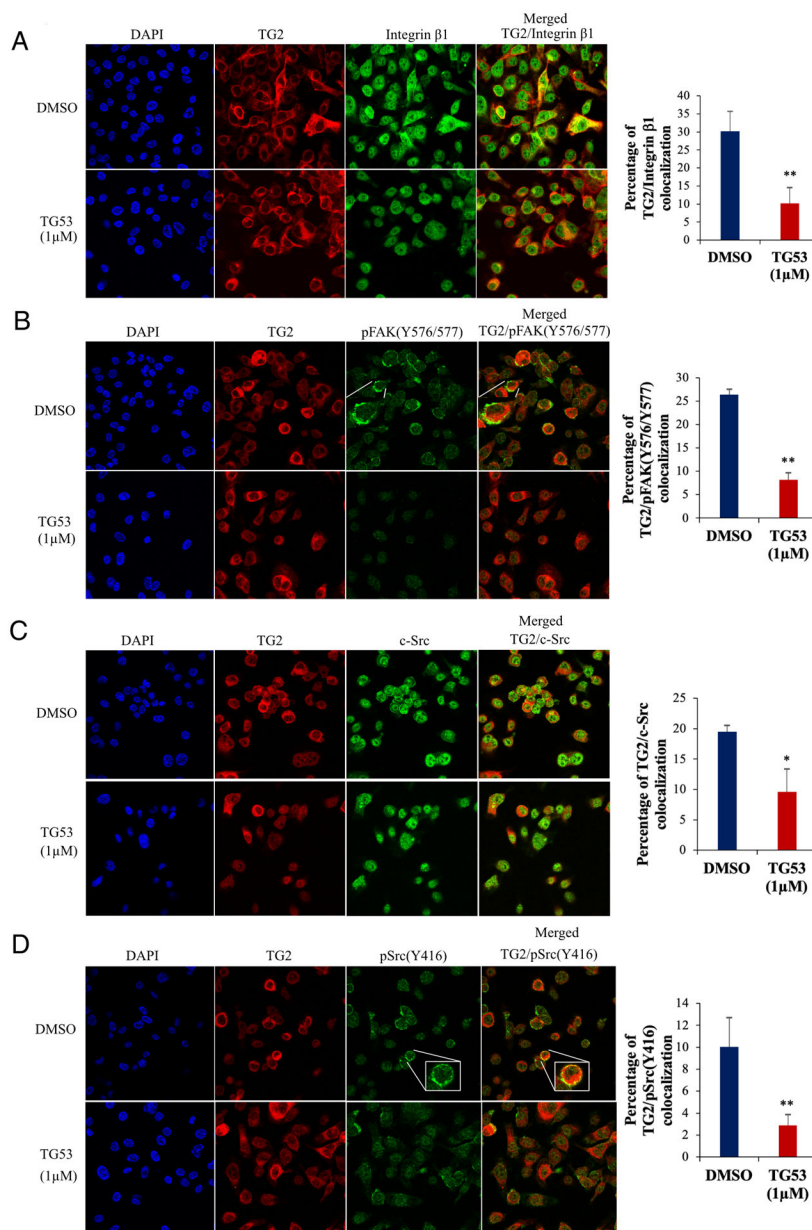 A
DAPI
TG2
Integrin β1
Merged
TG2/Integrin β1
DMSO
TG53
(1µM)
Percentage of
TG2/Integrin β1
colocalization
40
35
30
25
20
15
10
5
0
**
DMSO
TG53
(1µM)
B
DAPI
TG2
pFAK(Y576/577)
Merged
TG2/pFAK(Y576/577)
DMSO
TG53
(1µM)
Percentage of
TG2/pFAK(Y576/Y577)
colocalization
30
25
20
15
10
5
0
**
DMSO
TG53
(1µM)
C
DAPI
TG2
c-Src
Merged
TG2/c-Src
DMSO
TG53
(1µM)
Percentage of TG2/c-Src
colocalization
25
20
15
10
5
0
*
DMSO
TG53
(1µM)
D
DAPI
TG2
pSrc(Y416)
Merged
TG2/pSrc(Y416)
DMSO
TG53
(1µM)
Percentage of
TG2/pSrc(Y416)
colocalization
14
12
10
8
6
4
2
0
**
DMSO
TG53
(1µM)